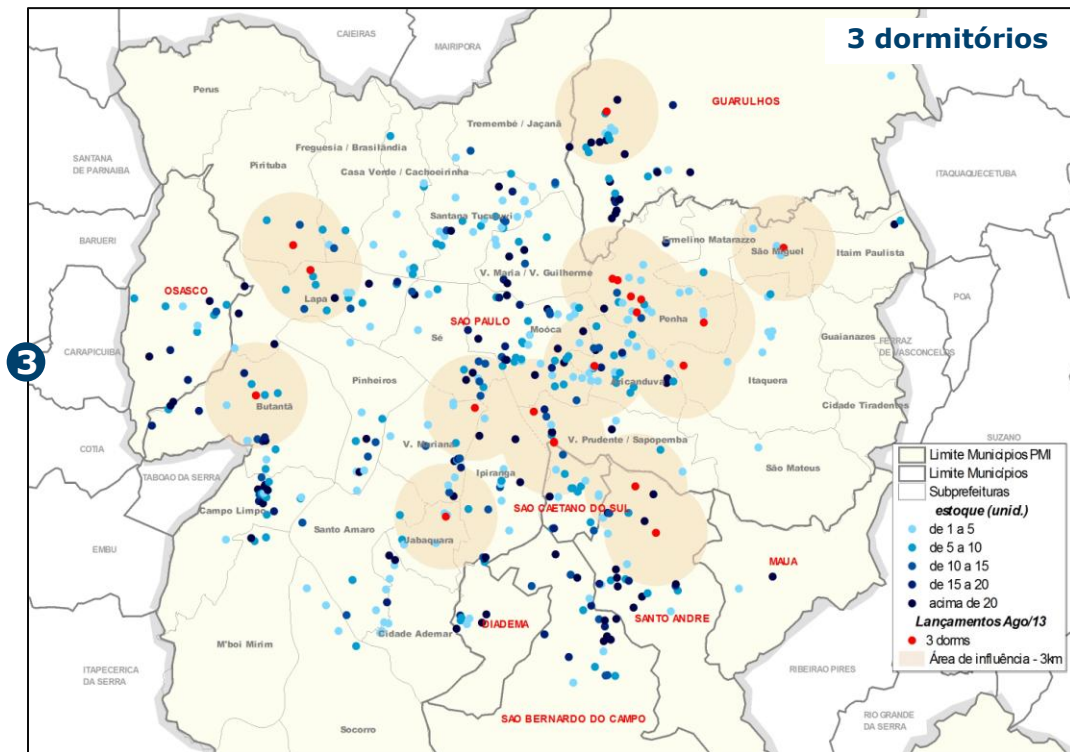 3 dormitórios
CAIEIRAS
MAIRIPORA
Perus
GUARULHOS
Tremembé / Jaçanã
Freguesia / Brasilândia
SANTANA
DE PARNAIBA
Pirituba
Casa Verde / Cachoeirinha
ITAQUAQUECETUBA
Santana Tucuruvi
BARUERI
Ermelino Matarazzo
São Miguel
Itaim Paulista
V. Maria / V. Guilherme
OSASCO
Lapa
POA
SAO PAULO
Penha
Moóca
Sé
Guaianazes
FERRAZ
DE VASCONCELOS
CARAPICUIBA
3
Pinheiros
Aricanduva
Itaquera
Butantã
Cidade Tiradentes
COTIA
V. Mariana
V. Prudente / Sapopemba
SUZANO
TABOAO DA SERRA
Ipiranga
São Mateus
Campo Limpo
SAO CAETANO DO SUL
Santo Amaro
Jabaquara
EMBU
MAUA
DIADEMA
SANTO ANDRE
Cidade Ademar
M'boi Mirim
ITAPECERICA
DA SERRA
RIBEIRAO PIRES
SAO BERNARDO DO CAMPO
Socorro
RIO GRANDE
DA SERRA
Limite Municípios PMI
Limite Municípios
Subprefeituras
estoque (unid.)
de 1 a 5
de 5 a 10
de 10 a 15
de 15 a 20
acima de 20
Lançamentos Ago/13
3 dorms
Área de influência - 3km